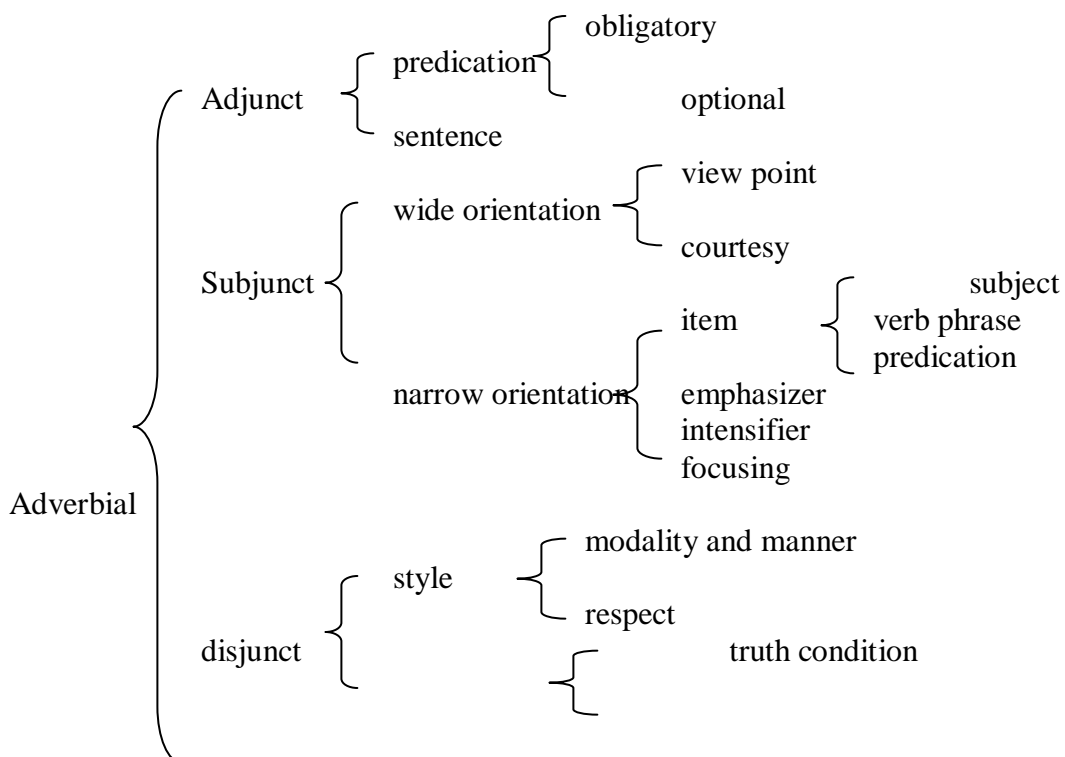 obligatory
predication
Adjunct optional
sentence
view point
wide orientation
courtesy
Subjunct subject
item verb phrase
predication
narrow orientation emphasizer
intensifier
focusing
Adverbial
modality and manner
style
respect
disjunct truth condition